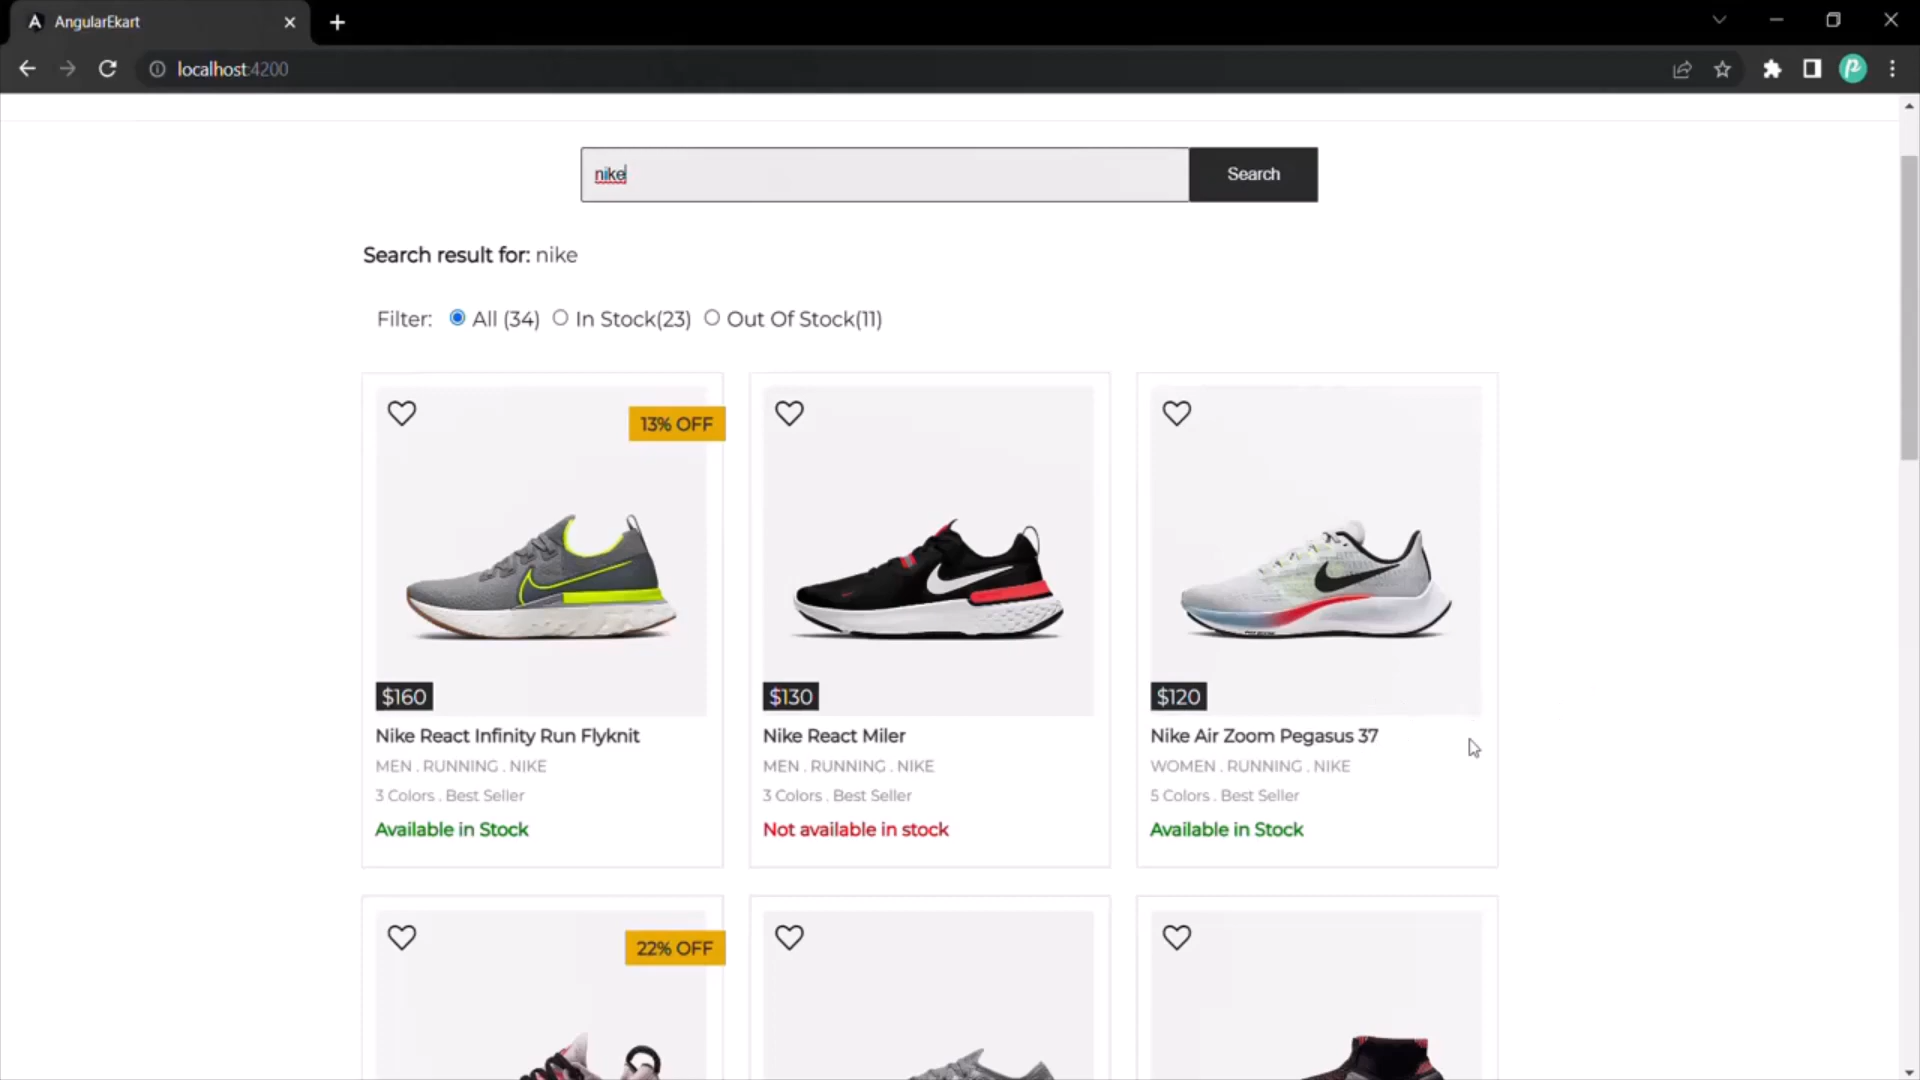 AngularEkart
localhost:4200
nike
Search
Search result for: nike
Filter: All (34) In Stock(23) Out Of Stock(11)
13% OFF
$160
Nike React Infinity Run Flyknit
MEN . RUNNING . NIKE
3 Colors . Best Seller
Available in Stock
$130
Nike React Miler
MEN . RUNNING . NIKE
3 Colors . Best Seller
Not available in stock
$120
Nike Air Zoom Pegasus 37
WOMEN . RUNNING . NIKE
5 Colors . Best Seller
Available in Stock
22% OFF